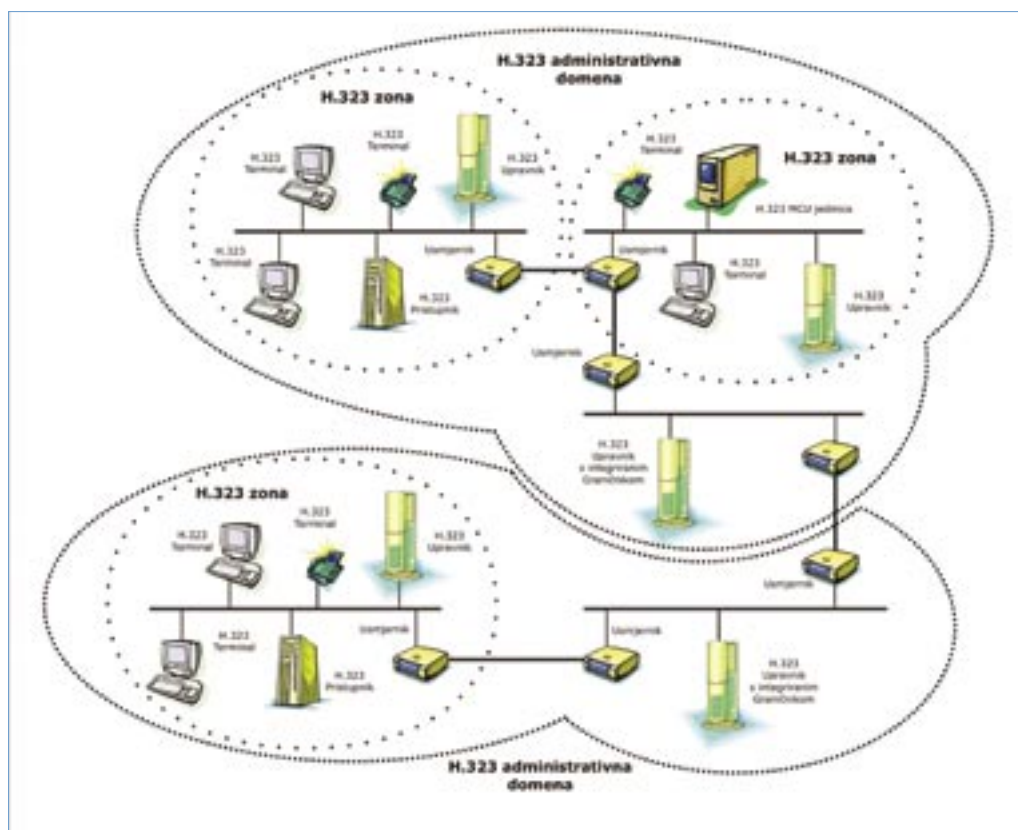 H.323 administrativna
domena
H.323 zona
H.323
Terminal
H.323
Terminal
H.323
Upravnik
H.323
Terminal
H.323
Pristupnik
Usmjernik
H.323
Terminal
H.323 zona
H.323 MCU jedinica
Usmjernik
H.323
Terminal
H.323
Upravnik
Usmjernik
H.323
Upravnik
s integriranim
Graničnikom
H.323 zona
H.323
Terminal
H.323
Terminal
H.323
Upravnik
H.323
Terminal
H.323
Pristupnik
Usmjernik
Usmjernik
Usmjernik
H.323
Upravnik
s integriranim
Graničnikom
H.323 administrativna
domena